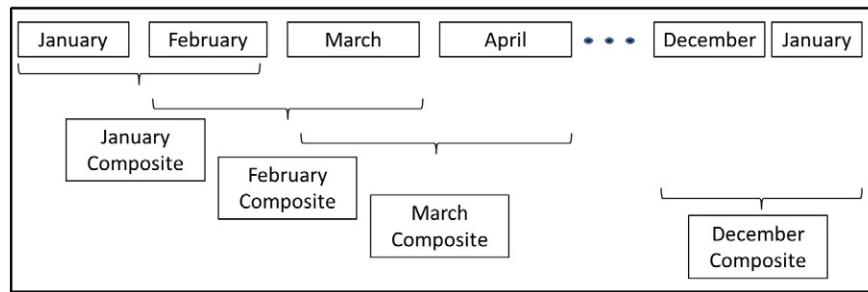 January February March April December January
January
Composite
February
Composite
March
Composite
December
Composite